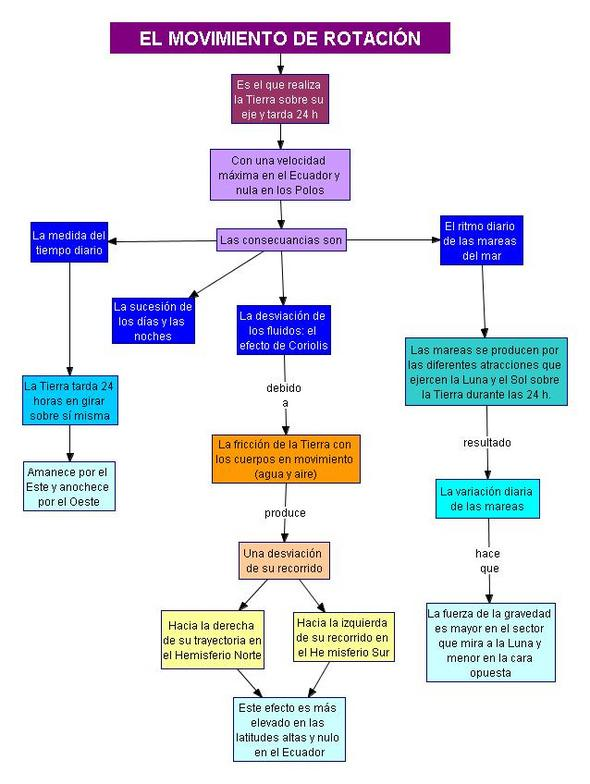 EL MOVIMIENTO DE ROTACIÓN
Es el que realiza
la Tierra sobre su
eje y tarda 24 h
Con una velocidad
máxima en el Ecuador y
nula en los Polos
Las consecuancias son
La medida del
tiempo diario
El ritmo diario
de las mareas
del mar
La sucesión de
los días y las
noches
La desviación de
los fluidos: el
efecto de Coriolis
La Tierra tarda 24
horas en girar
sobre sí misma
Amanece por el
Este y anochece
por el Oeste
debido
a
La fricción de la Tierra con
los cuerpos en movimiento
(agua y aire)
produce
Una desviación
de su recorrido
Hacia la derecha
de su trayectoria en
el Hemisferio Norte
Hacia la izquierda
de su recorrido en
el He misferio Sur
Este efecto es más
elevado en las
latitudes altas y nulo
en el Ecuador
Las mareas se producen por
las diferentes atracciones que
ejercen la Luna y el Sol sobre
la Tierra durante las 24 h.
resultado
La variación diaria
de las mareas
hace
que
La fuerza de la gravedad
es mayor en el sector
que mira a la Luna y
menor en la cara
opuesta